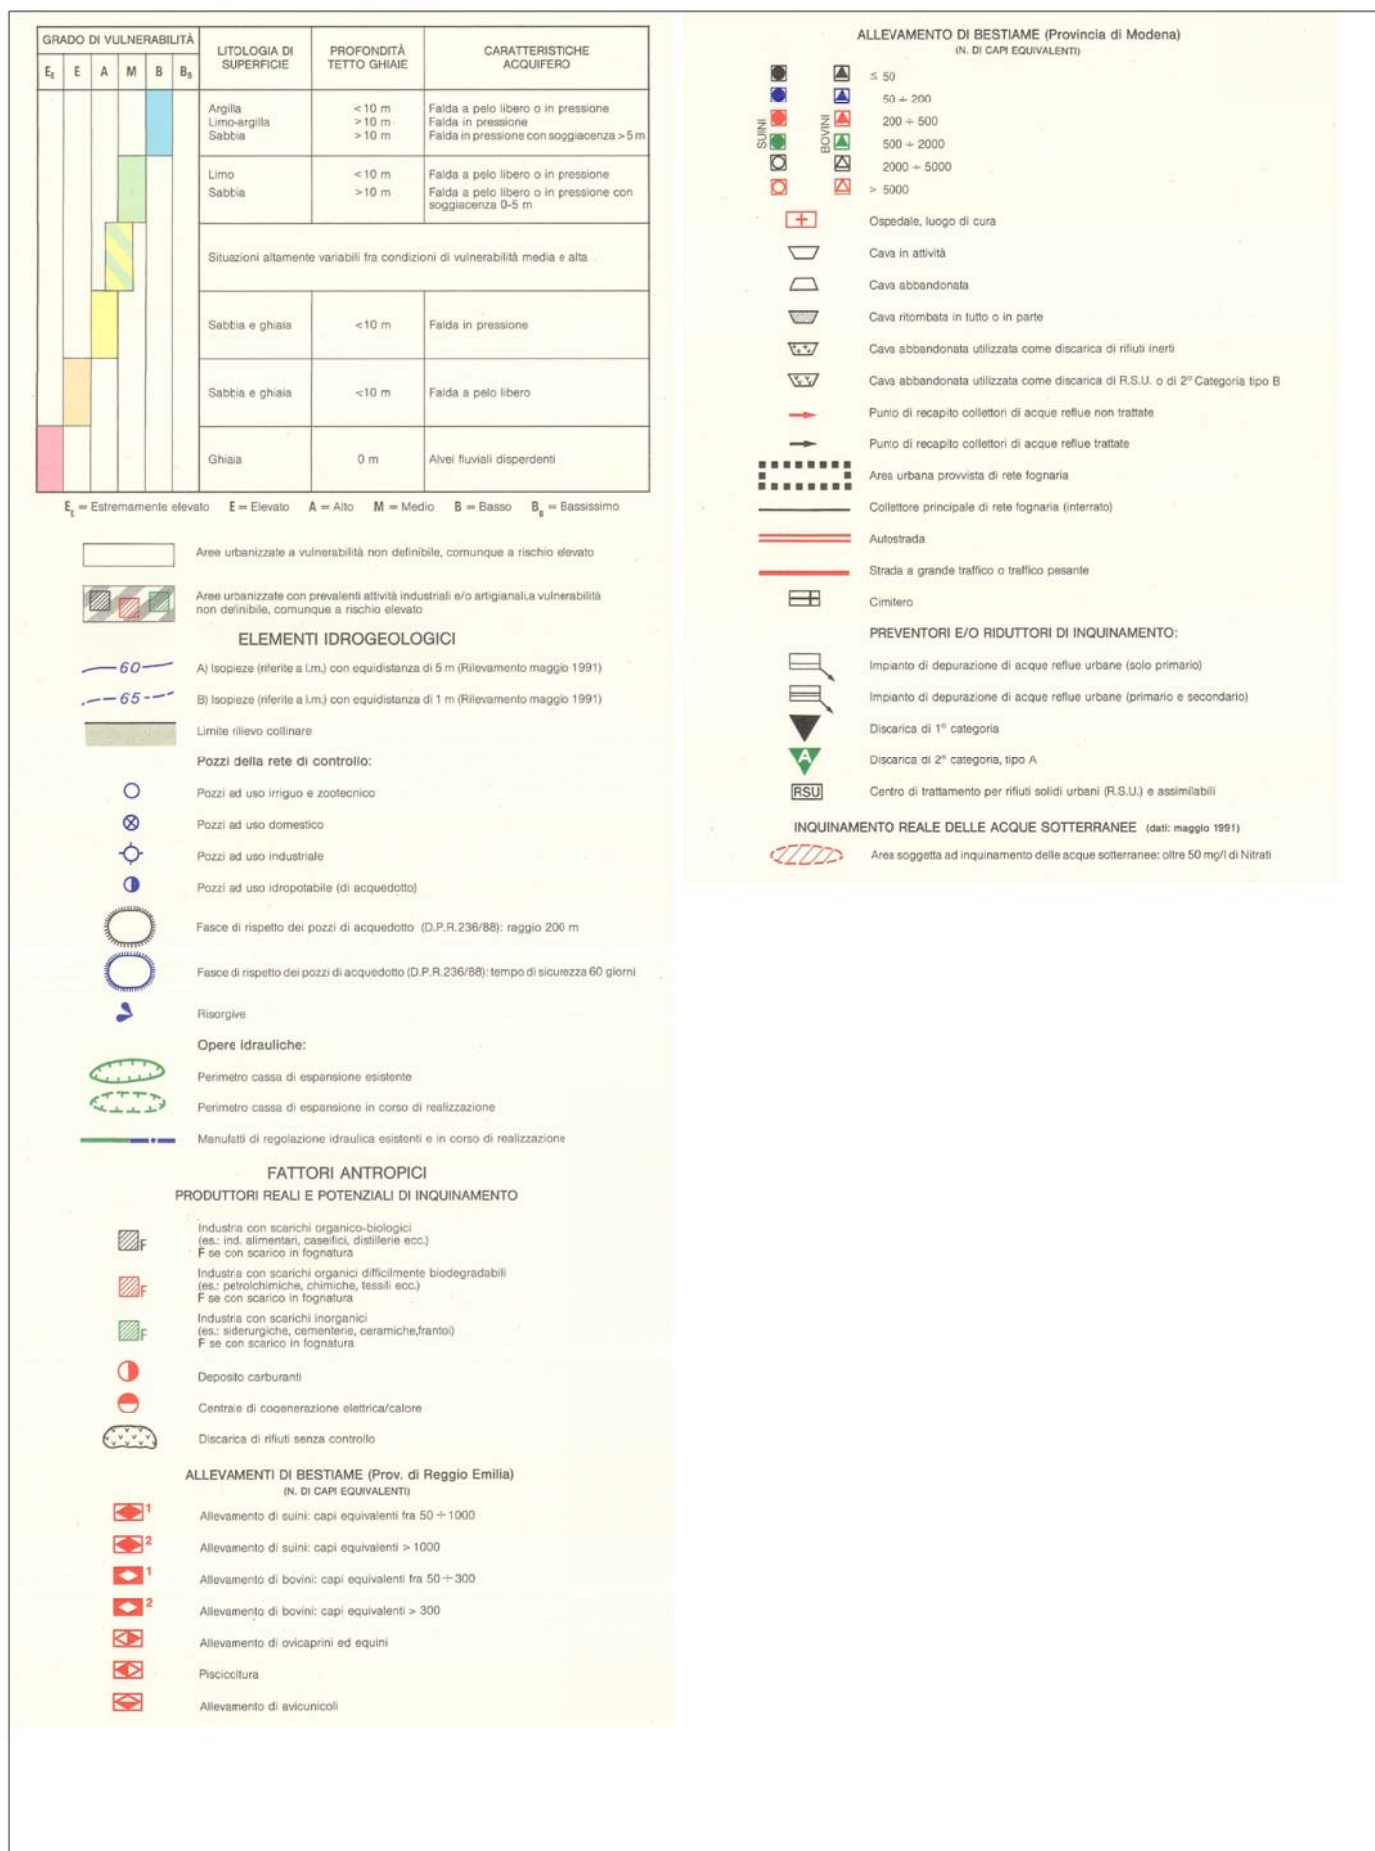 GRADO DI VULNERABILITÀ
LITOLOGIA DI SUPERFICIE
PROFONDITÀ TETTO GHIAIE
CARATTERISTICHE ACQUIFERO
E_E E A M B B_B
Argilla <10 m Falda a pelo libero o in pressione
Limo-argilla >10 m Falda in pressione
Sabbia >10 m Falda in pressione con soggiacenza >5 m
Limo <10 m Falda a pelo libero o in pressione
Sabbia >10 m Falda a pelo libero o in pressione con
soggiacenza 0-5 m
Situazioni altamente variabili fra condizioni di vulnerabilità media e alta
Sabbia e ghiaia <10 m Falda in pressione
Sabbia e ghiaia <10 m Falda a pelo libero
Ghiaia 0 m Alvei fluviali disperdenti
E_E = Estremamente elevato E = Elevato A = Alto M = Medio B = Basso B_B = Bassissimo
Aree urbanizzate a vulnerabilità non definibile, comunque a rischio elevato
Aree urbanizzate con prevalenti attività industriali e/o artigianali.a vulnerabilità
non definibile, comunque a rischio elevato
ELEMENTI IDROGEOLOGICI
60 A) Isopieze (riferite a l.m.) con equidistanza di 5 m (Rilevamento maggio 1991)
65 B) Isopieze (riferite a l.m.) con equidistanza di 1 m (Rilevamento maggio 1991)
Limite rilievo collinare
Pozzi della rete di controllo:
Pozzi ad uso irriguo e zootecnico
Pozzi ad uso domestico
Pozzi ad uso industriale
Pozzi ad uso idropotabile (di acquedotto)
Fasce di rispetto dei pozzi di acquedotto (D.P.R.236/88): raggio 200 m
Fasce di rispetto dei pozzi di acquedotto (D.P.R.236/88): tempo di sicurezza 60 giorni
Risorgive
Opere idrauliche:
Perimetro cassa di espansione esistente
Perimetro cassa di espansione in corso di realizzazione
Manufatti di regolazione idraulica esistenti e in corso di realizzazione
FATTORI ANTROPICI
PRODUTTORI REALI E POTENZIALI DI INQUINAMENTO
Industria con scarichi organico-biologici
(es.: ind. alimentari, caseifici, distillerie ecc.)
F F se con scarico in fognatura
Industria con scarichi organici difficilmente biodegradabili
(es.: petrolchimiche, chimiche, tessili ecc.)
F F se con scarico in fognatura
Industria con scarichi inorganici
(es.: siderurgiche, cementerie, ceramiche,frantoi)
F F se con scarico in fognatura
Deposito carburanti
Centrale di cogenerazione elettrica/calore
Discarica di rifiuti senza controllo
ALLEVAMENTI DI BESTIAME (Prov. di Reggio Emilia)
(N. DI CAPI EQUIVALENTI)
1 Allevamento di suini: capi equivalenti fra 50 ÷ 1000
2 Allevamento di suini: capi equivalenti > 1000
1 Allevamento di bovini: capi equivalenti fra 50 ÷ 300
2 Allevamento di bovini: capi equivalenti > 300
Allevamento di ovicaprini ed equini
Piscicoltura
Allevamento di avicunicoli
ALLEVAMENTO DI BESTIAME (Provincia di Modena)
(N. DI CAPI EQUIVALENTI)
SUINI
BOVINI
≤ 50
50 ÷ 200
200 ÷ 500
500 ÷ 2000
2000 ÷ 5000
> 5000
Ospedale, luogo di cura
Cava in attività
Cava abbandonata
Cava ritombata in tutto o in parte
Cava abbandonata utilizzata come discarica di rifiuti inerti
Cava abbandonata utilizzata come discarica di R.S.U. o di 2º Categoria tipo B
Punto di recapito collettori di acque reflue non trattate
Punto di recapito collettori di acque reflue trattate
Area urbana provvista di rete fognaria
Collettore principale di rete fognaria (interrato)
Autostrada
Strada a grande traffico o traffico pesante
Cimitero
PREVENTORI E/O RIDUTTORI DI INQUINAMENTO:
Impianto di depurazione di acque reflue urbane (solo primario)
Impianto di depurazione di acque reflue urbane (primario e secondario)
Discarica di 1º categoria
A Discarica di 2º categoria, tipo A
RSU Centro di trattamento per rifiuti solidi urbani (R.S.U.) e assimilabili
INQUINAMENTO REALE DELLE ACQUE SOTTERRANEE (dati: maggio 1991)
Area soggetta ad inquinamento delle acque sotterranee: oltre 50 mg/l di Nitrati